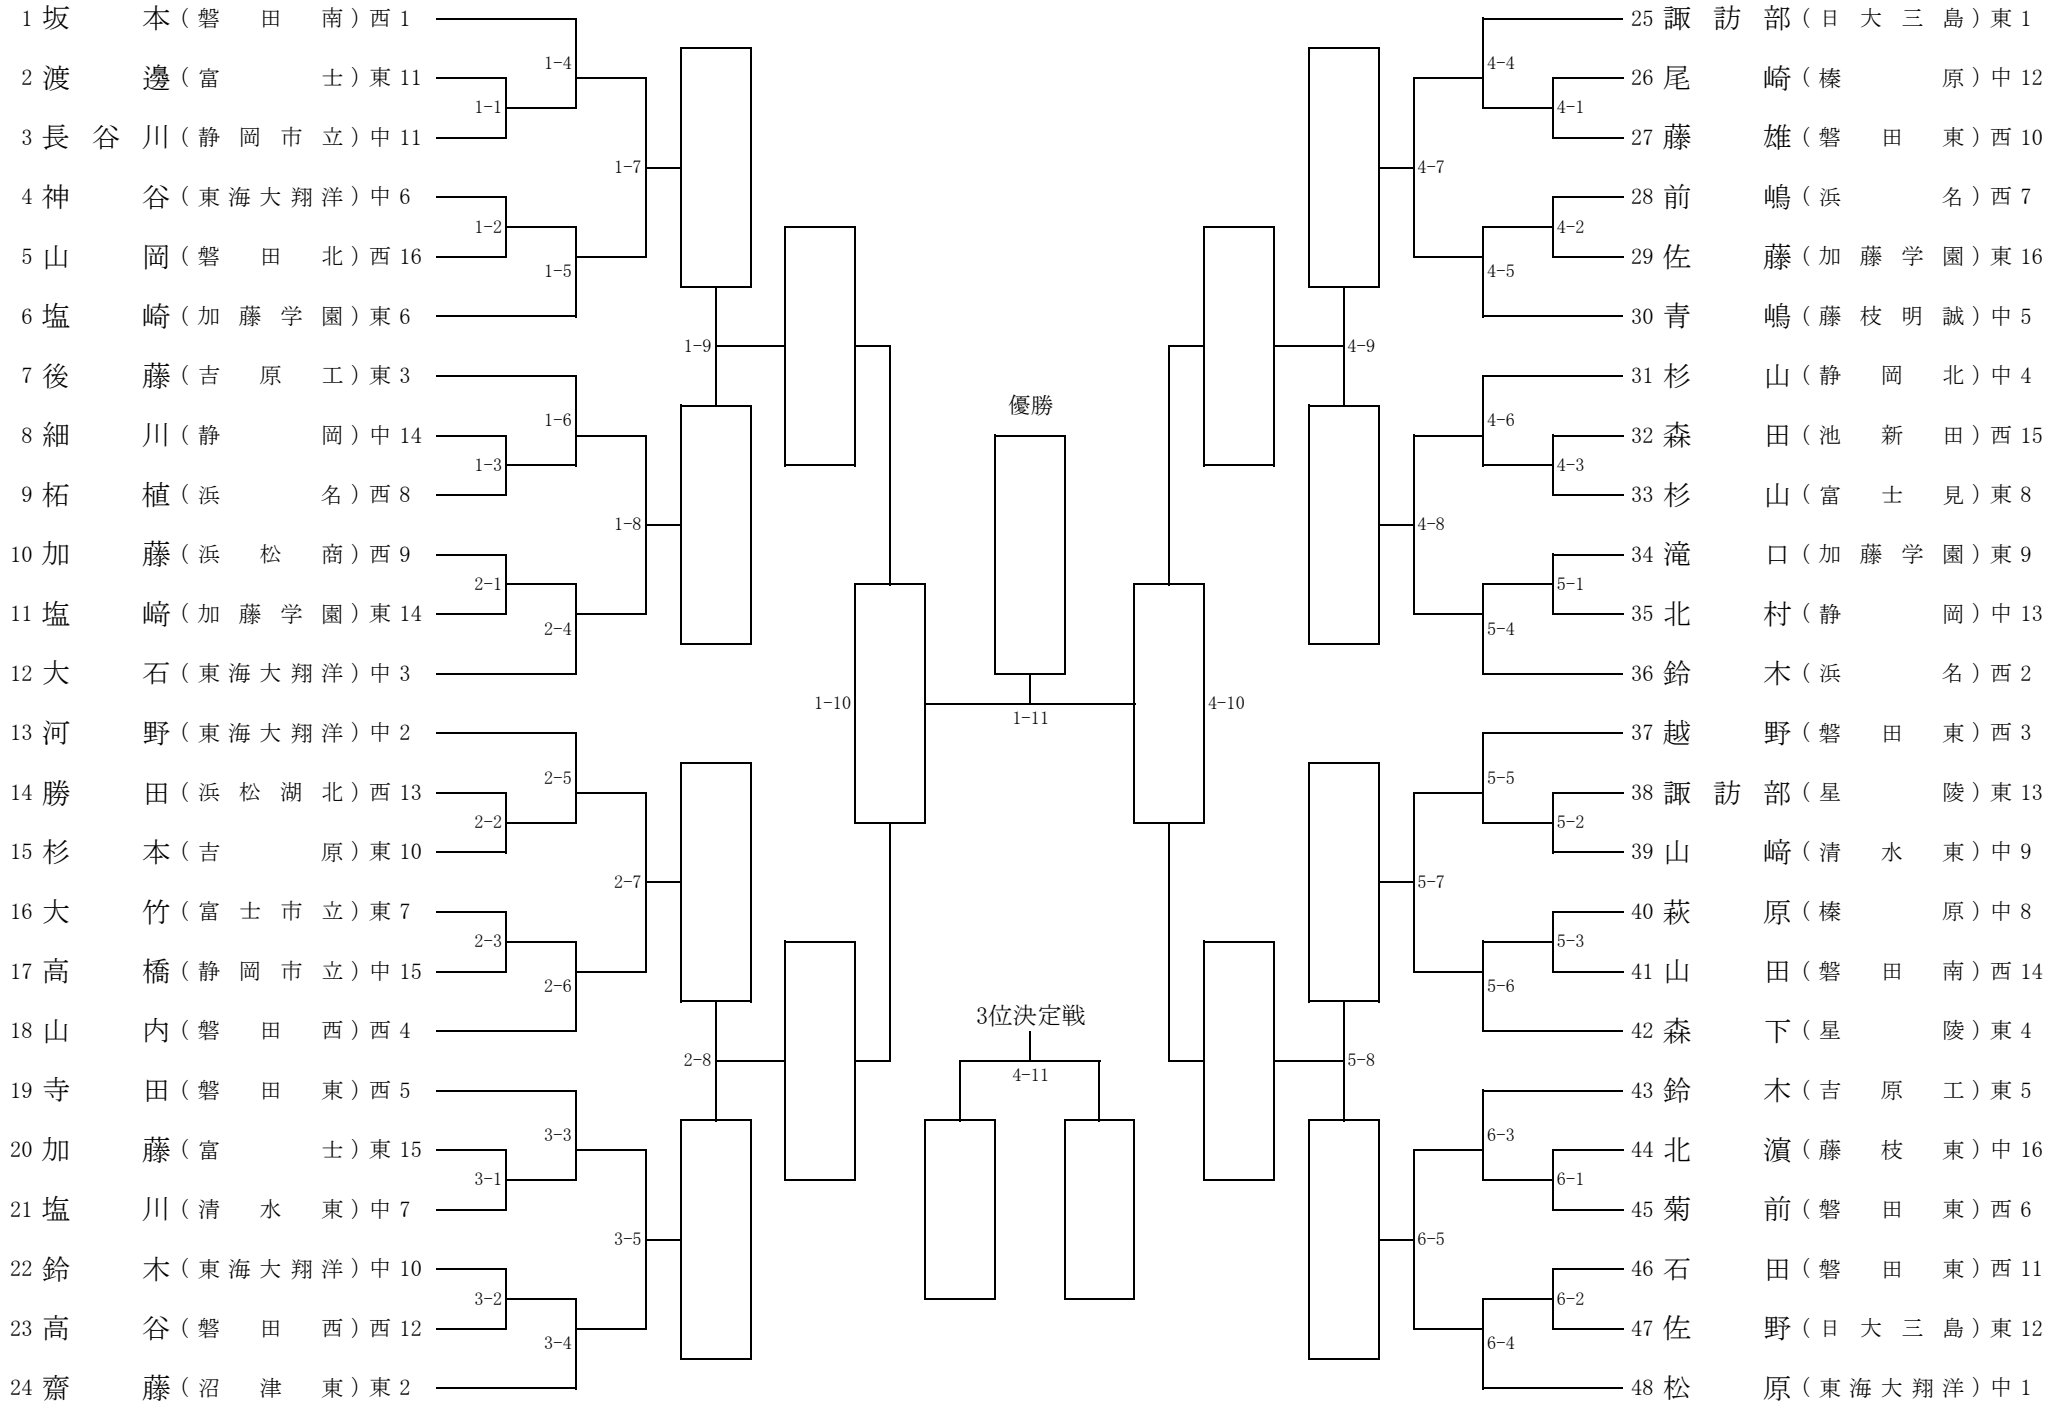 1 坂本（磐田南）西 1
1-4
2 渡邊（富士）東 11
1-1
3 長谷川（静岡市立）中 11
1-7
4 神谷（東海大翔洋）中 6
1-2
5 山岡（磐田北）西 16
1-5
6 塩崎（加藤学園）東 6
1-9
7 後藤（吉原工）東 3
1-6
8 細川（静岡）中 14
1-3
9 柘植（浜名）西 8
1-8
10 加藤（浜松商）西 9
2-1
11 塩﨑（加藤学園）東 14
2-4
12 大石（東海大翔洋）中 3
1-10
13 河野（東海大翔洋）中 2
2-5
14 勝田（浜松湖北）西 13
2-2
15 杉本（吉原）東 10
2-7
16 大竹（富士市立）東 7
2-3
17 高橋（静岡市立）中 15
2-6
18 山内（磐田西）西 4
2-8
19 寺田（磐田東）西 5
3-3
20 加藤（富士）東 15
3-1
21 塩川（清水東）中 7
3-5
22 鈴木（東海大翔洋）中 10
3-2
23 高谷（磐田西）西 12
3-4
24 齋藤（沼津東）東 2
優勝
1-11
3位決定戦
4-11
25 諏訪部（日大三島）東 1
4-4
26 尾崎（榛原）中 12
4-1
27 藤雄（磐田東）西 10
4-7
28 前嶋（浜名）西 7
4-2
29 佐藤（加藤学園）東 16
4-5
30 青嶋（藤枝明誠）中 5
4-9
31 杉山（静岡北）中 4
4-6
32 森田（池新田）西 15
4-3
33 杉山（富士見）東 8
4-8
34 滝口（加藤学園）東 9
5-1
35 北村（静岡）中 13
5-4
36 鈴木（浜名）西 2
4-10
37 越野（磐田東）西 3
5-5
38 諏訪部（星陵）東 13
5-2
39 山﨑（清水東）中 9
5-7
40 萩原（榛原）中 8
5-3
41 山田（磐田南）西 14
5-6
42 森下（星陵）東 4
5-8
43 鈴木（吉原工）東 5
6-3
44 北濵（藤枝東）中 16
6-1
45 菊前（磐田東）西 6
6-5
46 石田（磐田東）西 11
6-2
47 佐野（日大三島）東 12
6-4
48 松原（東海大翔洋）中 1